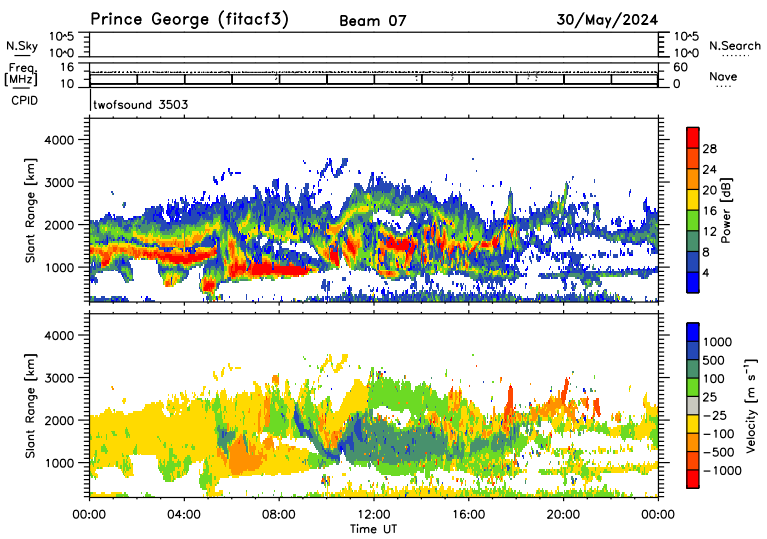 Prince George (fitacf3) Beam 07 30/May/2024
N.Sky 10^5 10^0 10^5 10^0 N.Search
Freq [MHz] 16 10 60 0 Nave
CPID twofsound 3503
Slant Range [km] 4000 3000 2000 1000
Power [dB] 28 24 20 16 12 8 4
Slant Range [km] 4000 3000 2000 1000
Velocity [m s⁻¹] 1000 500 100 25 −25 −100 −500 −1000
00:00 04:00 08:00 12:00 16:00 20:00 00:00
Time UT